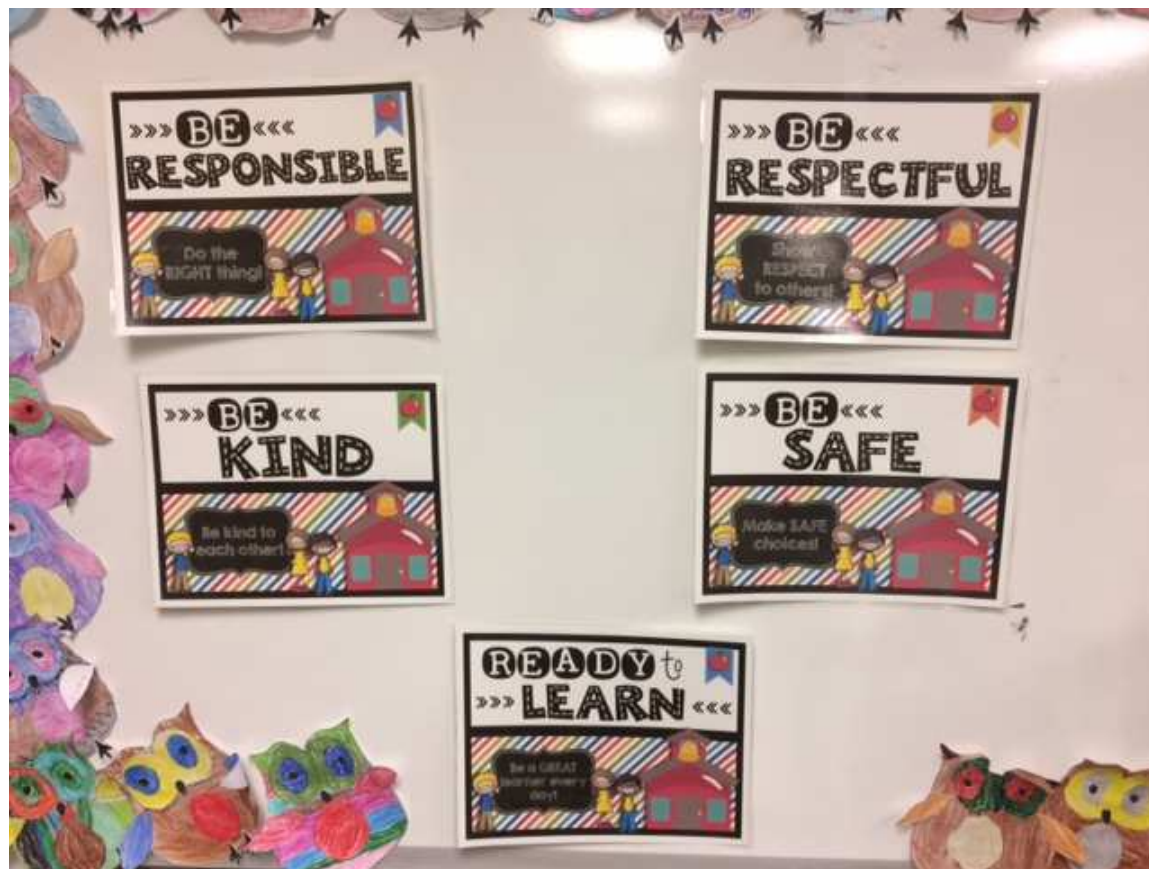 >>> BE <<<
RESPONSIBLE
Do the
RIGHT thing!
>>> BE <<<
RESPECTFUL
Show
RESPECT
to others!
>>> BE <<<
KIND
Be kind to
each other!
>>> BE <<<
SAFE
Make SAFE
choices!
READY to
>>> LEARN <<<
Be a GREAT
learner every
day!